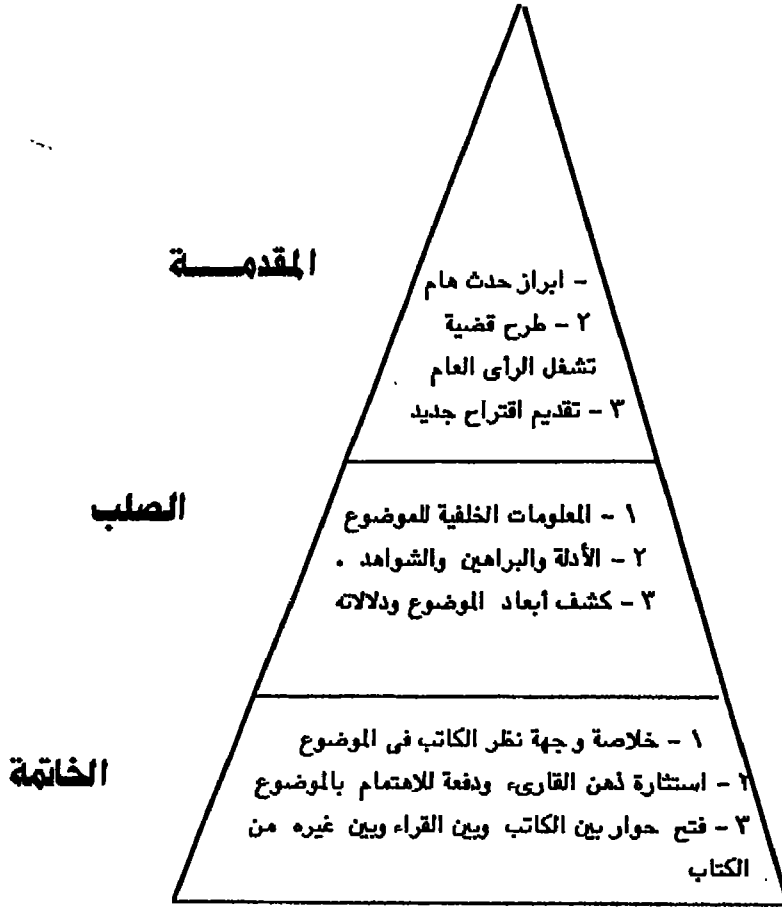 المقدمـــــة
- ابراز حدث هام
٢ - طرح قضية
تشغل الرأى العام
٣ - تقديم اقتراح جديد
الصلب
١ - المعلومات الخلفية للموضوع
٢ - الأدلة والبراهين والشواهد .
٣ - كشف أبعاد الموضوع ودلالاته
الخاتمة
١ - خلاصة وجهة نظر الكاتب فى الموضوع
٢ - استثارة ذهن القارىء ودفعة للاهتمام بالموضوع
٣ - فتح حوار بين الكاتب وبين القراء وبين غيره من
الكتاب